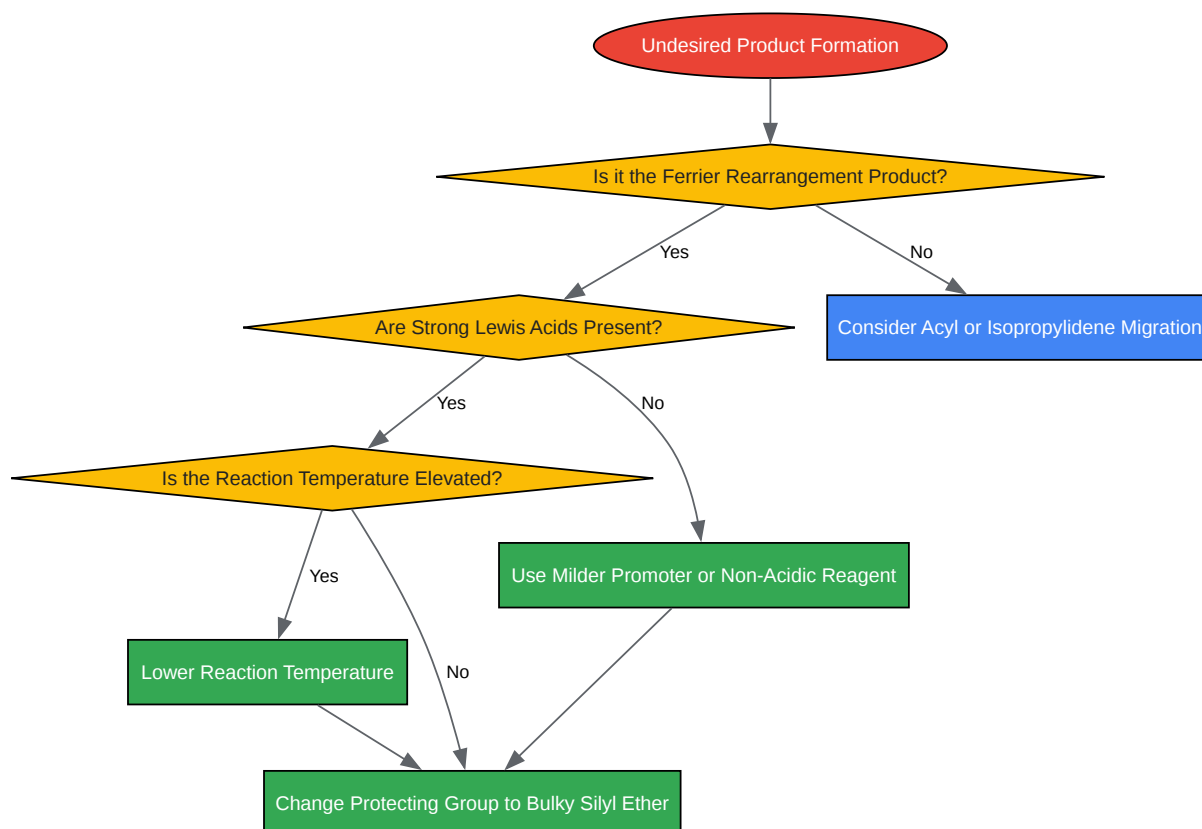 Undesired Product Formation
Is it the Ferrier Rearrangement Product?
Yes
No
Are Strong Lewis Acids Present?
Consider Acyl or Isopropylidene Migration
Yes
No
Is the Reaction Temperature Elevated?
Yes
Use Milder Promoter or Non-Acidic Reagent
Lower Reaction Temperature
No
Change Protecting Group to Bulky Silyl Ether